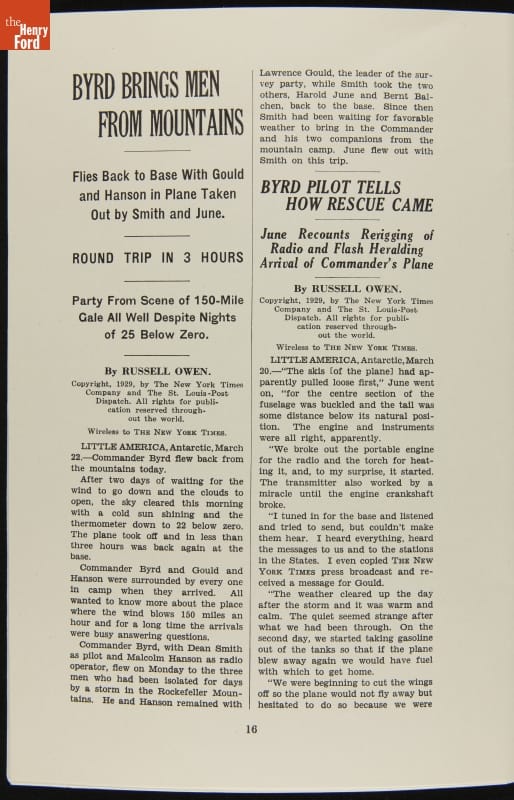 the
Henry
Ford
BYRD BRINGS MEN
FROM MOUNTAINS
Flies Back to Base With Gould
and Hanson in Plane Taken
Out by Smith and June.
ROUND TRIP IN 3 HOURS
Party From Scene of 150-Mile
Gale All Well Despite Nights
of 25 Below Zero.
By RUSSELL OWEN.
Copyright, 1929, by The New York Times
Company and The St. Louis-Post
Dispatch. All rights for publi-
cation reserved through-
out the world.
Wireless to THE NEW YORK TIMES.
LITTLE AMERICA, Antarctic, March
22.—Commander Byrd flew back from
the mountains today.
After two days of waiting for the
wind to go down and the clouds to
open, the sky cleared this morning
with a cold sun shining and the
thermometer down to 22 below zero.
The plane took off and in less than
three hours was back again at the
base.
Commander Byrd and Gould and
Hanson were surrounded by every one
in camp when they arrived. All
wanted to know more about the place
where the wind blows 150 miles an
hour and for a long time the arrivals
were busy answering questions.
Commander Byrd, with Dean Smith
as pilot and Malcolm Hanson as radio
operator, flew on Monday to the three
men who had been isolated for days
by a storm in the Rockefeller Moun-
tains. He and Hanson remained with
Lawrence Gould, the leader of the sur-
vey party, while Smith took the two
others, Harold June and Bernt Bal-
chen, back to the base. Since then
Smith had been waiting for favorable
weather to bring in the Commander
and his two companions from the
mountain camp. June flew out with
Smith on this trip.
BYRD PILOT TELLS
HOW RESCUE CAME
June Recounts Rerigging of
Radio and Flash Heralding
Arrival of Commander's Plane
By RUSSELL OWEN.
Copyright, 1929, by The New York Times
Company and The St. Louis-Post
Dispatch. All rights for publi-
cation reserved through-
out the world.
Wireless to THE NEW YORK TIMES.
LITTLE AMERICA, Antarctic, March
20.—"The skis [of the plane] had ap-
parently pulled loose first," June went
on, "for the centre section of the
fuselage was buckled and the tail was
some distance below its natural posi-
tion. The engine and instruments
were all right, apparently.
"We broke out the portable engine
for the radio and the torch for heat-
ing it, and, to my surprise, it started.
The transmitter also worked by a
miracle until the engine crankshaft
broke.
"I tuned in for the base and listened
and tried to send, but couldn't make
them hear. I heard everything, heard
the messages to us and to the stations
in the States. I even copied THE NEW
YORK TIMES press broadcast and re-
ceived a message for Gould.
"The weather cleared up the day
after the storm and it was warm and
calm. The quiet seemed strange after
what we had been through. On the
second day, we started taking gasoline
out of the tanks so that if the plane
blew away again we would have fuel
with which to get home.
"We were beginning to cut the wings
off so the plane would not fly away but
hesitated to do so because we were
16